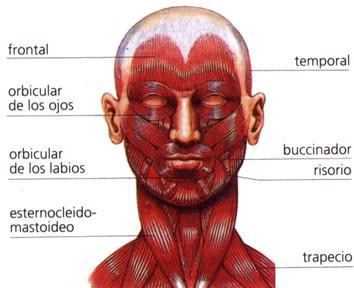 frontal
orbicular
de los ojos
orbicular
de los labios
esternocleido-
mastoideo
temporal
buccinador
risorio
trapecio